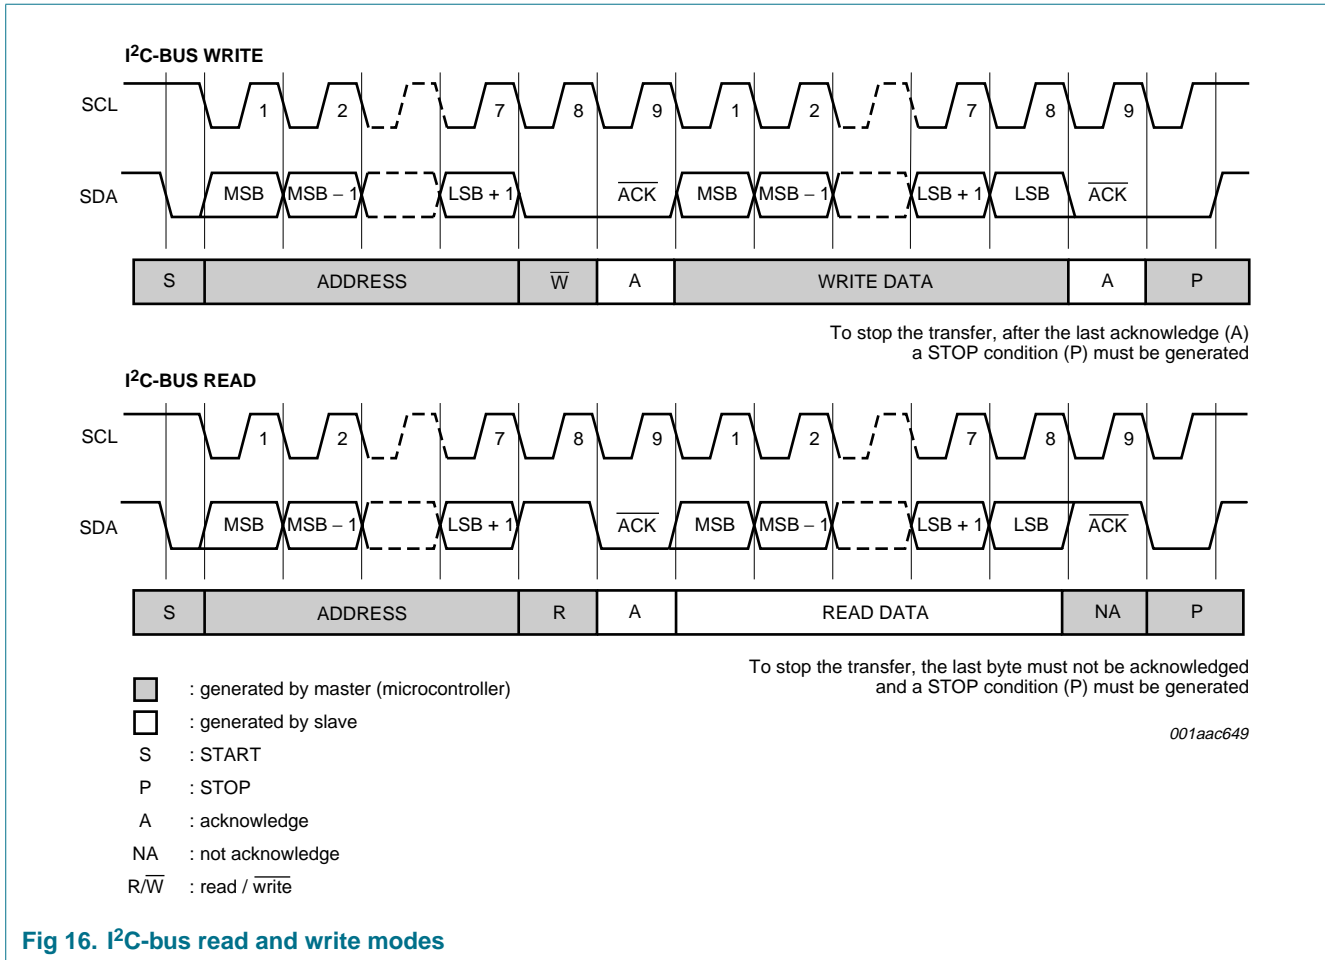 I²C-BUS WRITE
SCL 1 2 7 8 9 1 2 7 8 9
SDA MSB MSB − 1 LSB + 1 A̅C̅K̅ MSB MSB − 1 LSB + 1 LSB A̅C̅K̅
S ADDRESS W̅ A WRITE DATA A P
To stop the transfer, after the last acknowledge (A)
a STOP condition (P) must be generated
I²C-BUS READ
SCL 1 2 7 8 9 1 2 7 8 9
SDA MSB MSB − 1 LSB + 1 A̅C̅K̅ MSB MSB − 1 LSB + 1 LSB A̅C̅K̅
S ADDRESS R A READ DATA NA P
To stop the transfer, the last byte must not be acknowledged
and a STOP condition (P) must be generated
: generated by master (microcontroller)
: generated by slave
001aac649
S : START
P : STOP
A : acknowledge
NA : not acknowledge
R/W̅ : read / w̅r̅i̅t̅e̅
Fig 16. I²C-bus read and write modes